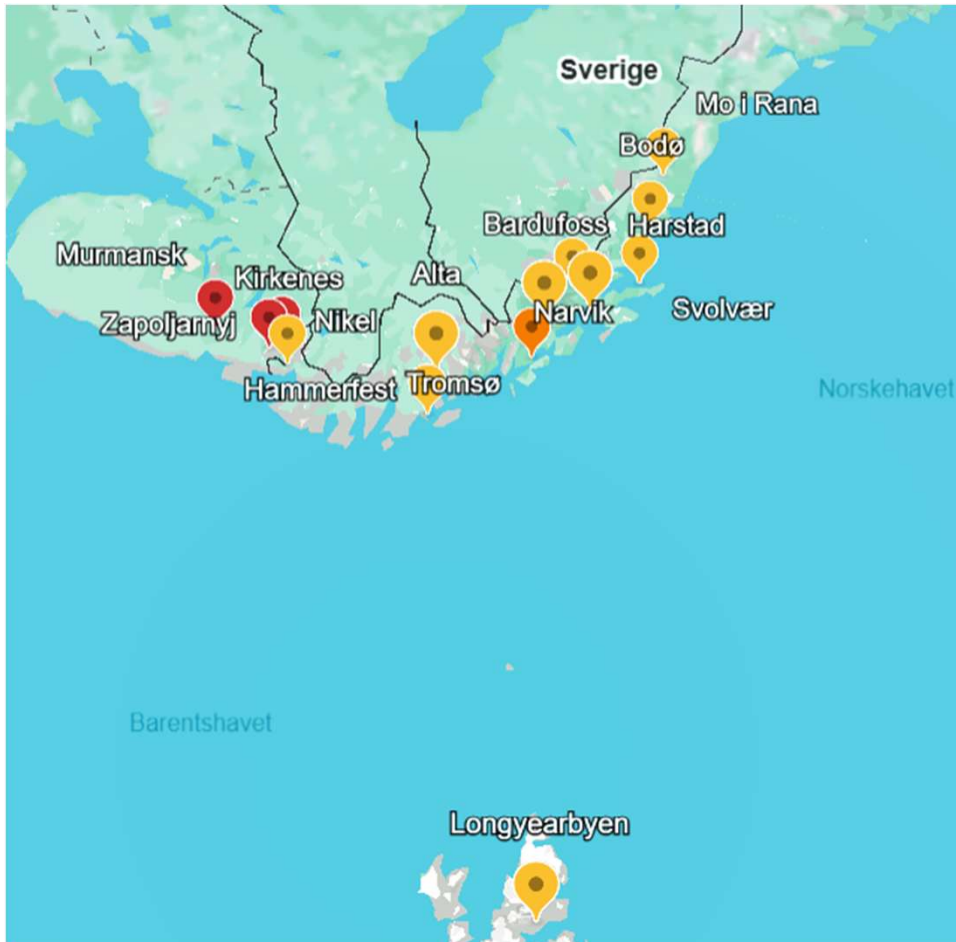 Sverige
Mo i Rana
Bodø
Bardufoss
Harstad
Murmansk
Kirkenes
Alta
Zapoljarnyj
Nikel
Narvik
Svolvær
Hammerfest
Tromsø
Norskehavet
Barentshavet
Longyearbyen